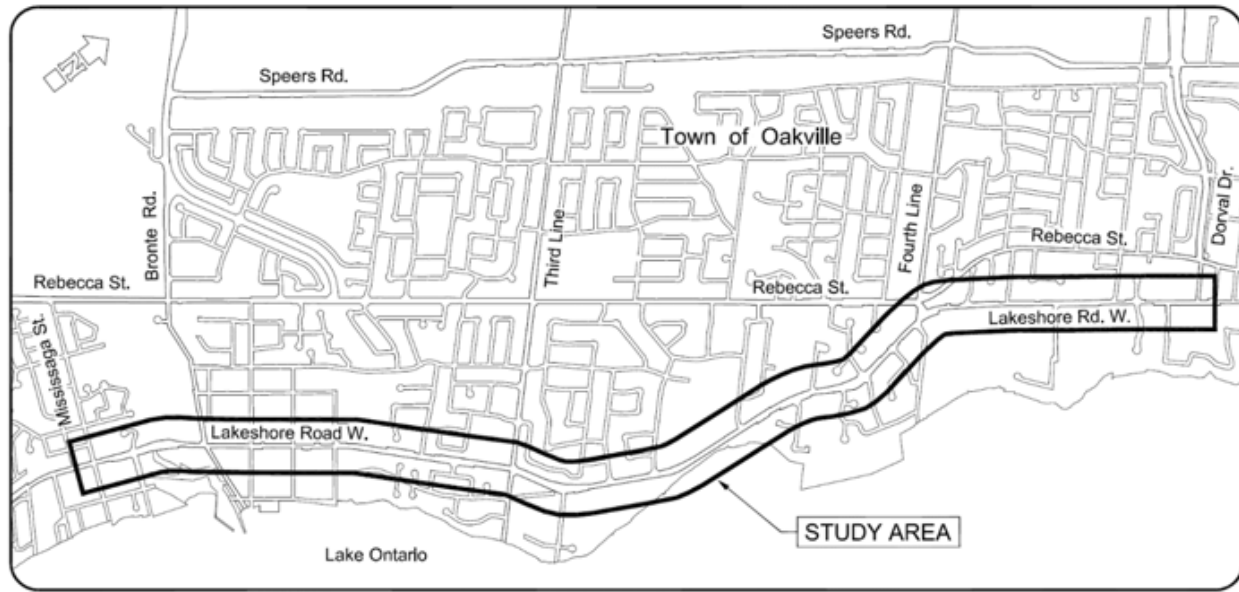 N
Speers Rd.
Speers Rd.
Town of Oakville
Bronte Rd.
Third Line
Fourth Line
Dorval Dr.
Rebecca St.
Rebecca St.
Rebecca St.
Mississaga St.
Lakeshore Rd. W.
Lakeshore Road W.
STUDY AREA
Lake Ontario